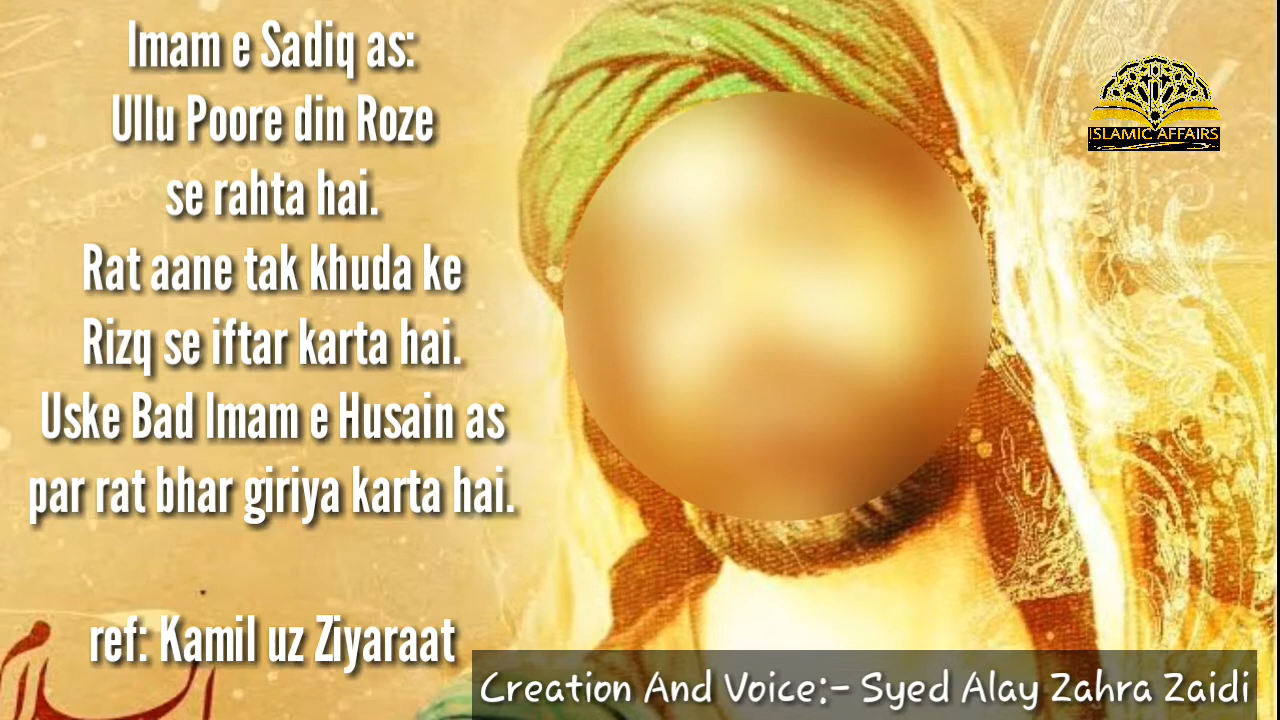 Imam e Sadiq as:
Ullu Poore din Roze
se rahta hai.
Rat aane tak khuda ke
Rizq se iftar karta hai.
Uske Bad Imam e Husain as
par rat bhar giriya karta hai.
ref: Kamil uz Ziyaraat
ISLAMIC AFFAIRS
السلام
Creation And Voice:- Syed Alay Zahra Zaidi